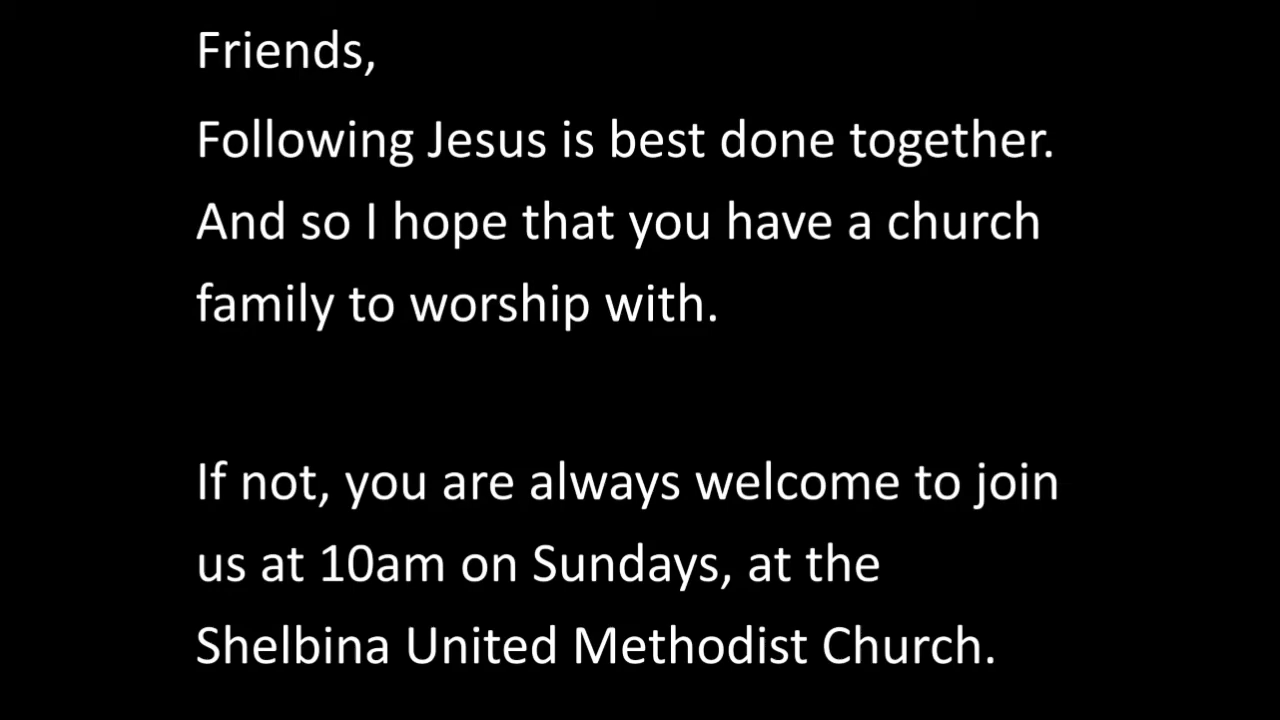 Friends,
Following Jesus is best done together.
And so I hope that you have a church
family to worship with.
If not, you are always welcome to join
us at 10am on Sundays, at the
Shelbina United Methodist Church.